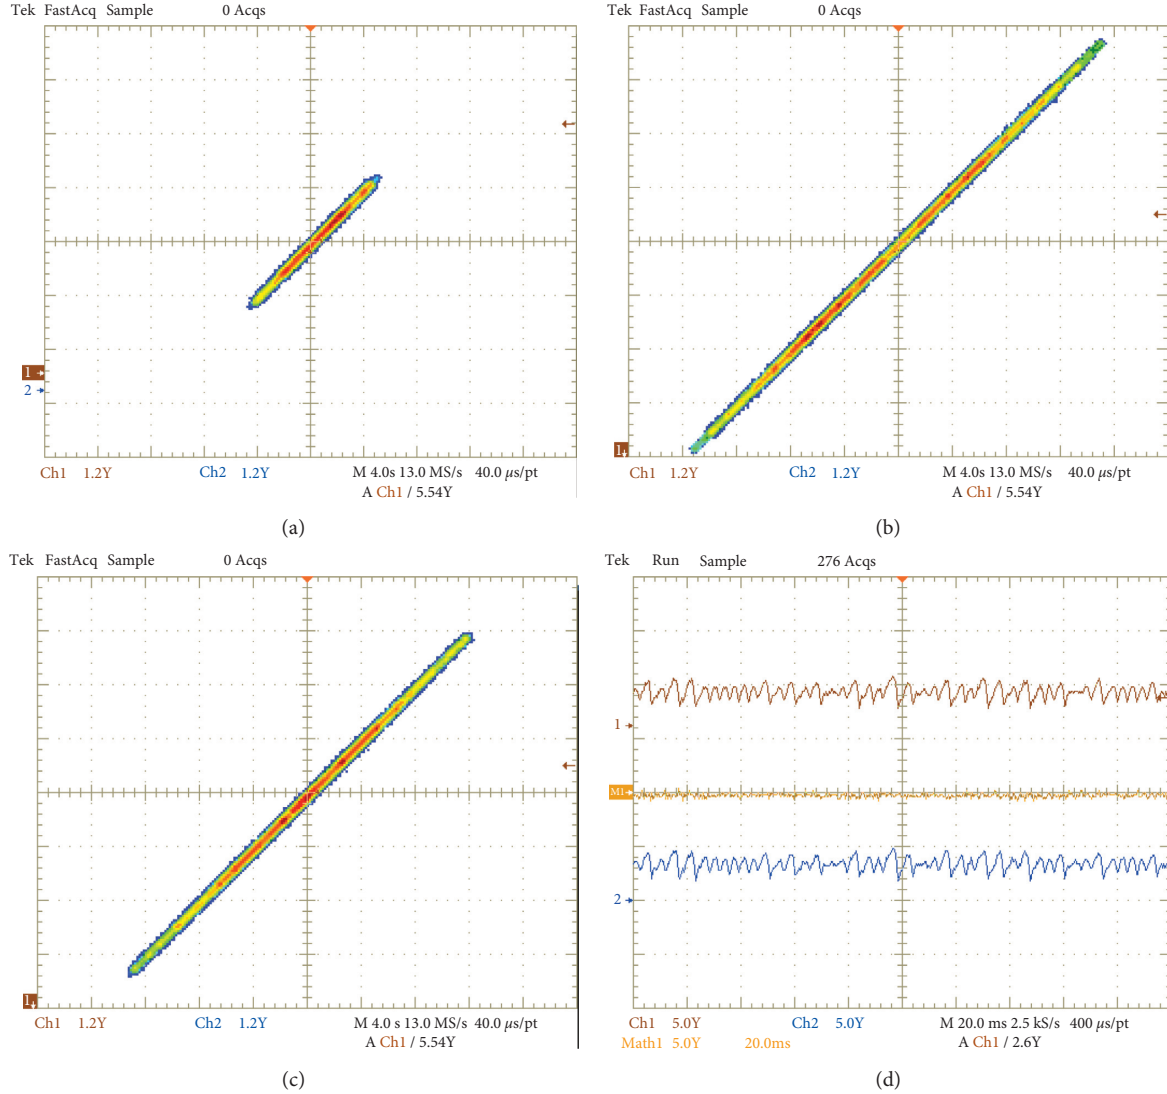 Tek FastAcq Sample 0 Acqs
1
2
Ch1 1.2Y Ch2 1.2Y M 4.0s 13.0 MS/s 40.0 µs/pt
A Ch1 / 5.54Y
(a)
Tek FastAcq Sample 0 Acqs
1
Ch1 1.2Y Ch2 1.2Y M 4.0s 13.0 MS/s 40.0 µs/pt
A Ch1 / 5.54Y
(b)
Tek FastAcq Sample 0 Acqs
1
Ch1 1.2Y Ch2 1.2Y M 4.0 s 13.0 MS/s 40.0 µs/pt
A Ch1 / 5.54Y
(c)
Tek Run Sample 276 Acqs
1
M1
2
Ch1 5.0Y Ch2 5.0Y M 20.0 ms 2.5 kS/s 400 µs/pt
Math1 5.0Y 20.0ms A Ch1 / 2.6Y
(d)